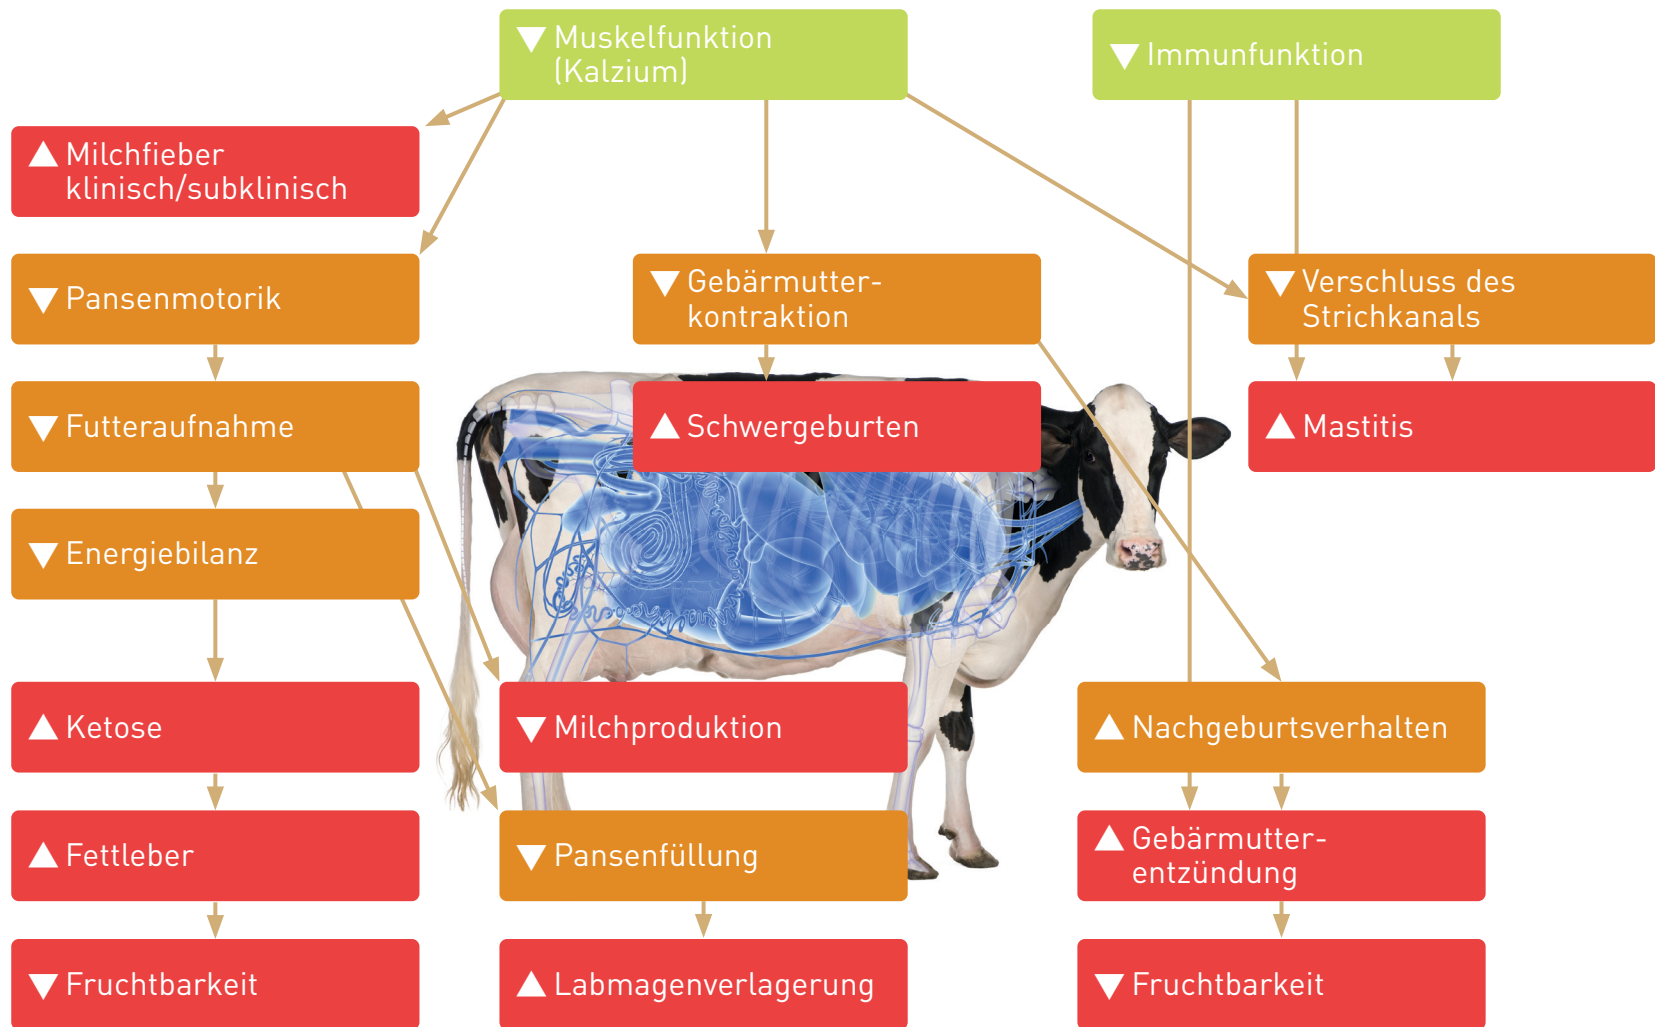 ▼ Muskelfunktion
(Kalzium)
▼ Immunfunktion
▲ Milchfieber
klinisch/subklinisch
▼ Pansenmotorik
▼ Gebärmutter-
kontraktion
▼ Verschluss des
Strichkanals
▼ Futteraufnahme
▲ Schwergeburten
▲ Mastitis
▼ Energiebilanz
▲ Ketose
▼ Milchproduktion
▲ Nachgeburtsverhalten
▲ Fettleber
▼ Pansenfüllung
▲ Gebärmutter-
entzündung
▼ Fruchtbarkeit
▲ Labmagenverlagerung
▼ Fruchtbarkeit